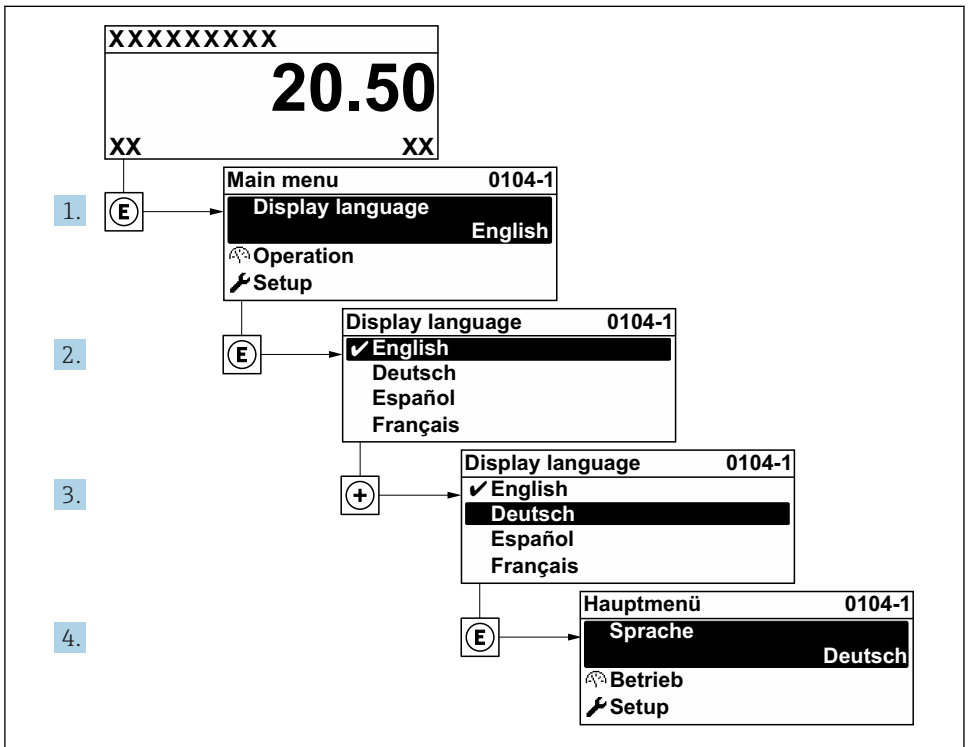 XXXXXXXXX
20.50
XX XX
1. E
Main menu 0104-1
Display language
English
Operation
Setup
2. E
Display language 0104-1
✔English
Deutsch
Español
Français
3. +
Display language 0104-1
✔English
Deutsch
Español
Français
4. E
Hauptmenü 0104-1
Sprache
Deutsch
Betrieb
Setup